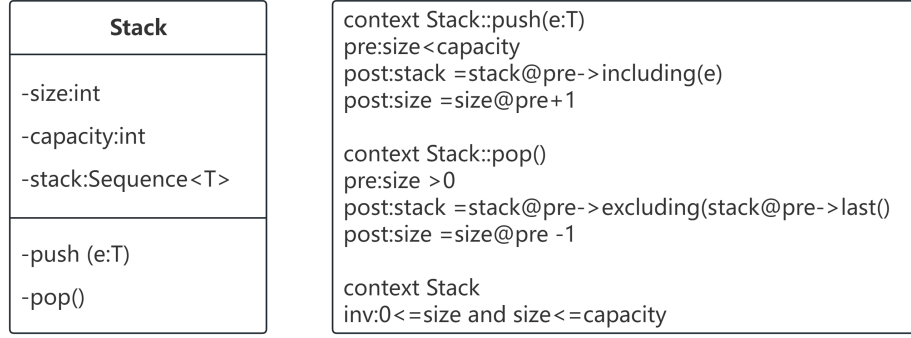 Stack
-size:int
-capacity:int
-stack:Sequence<T>
-push (e:T)
-pop()
context Stack::push(e:T)
pre:size<capacity
post:stack =stack@pre->including(e)
post:size =size@pre+1
context Stack::pop()
pre:size >0
post:stack =stack@pre->excluding(stack@pre->last()
post:size =size@pre -1
context Stack
inv:0<=size and size<=capacity